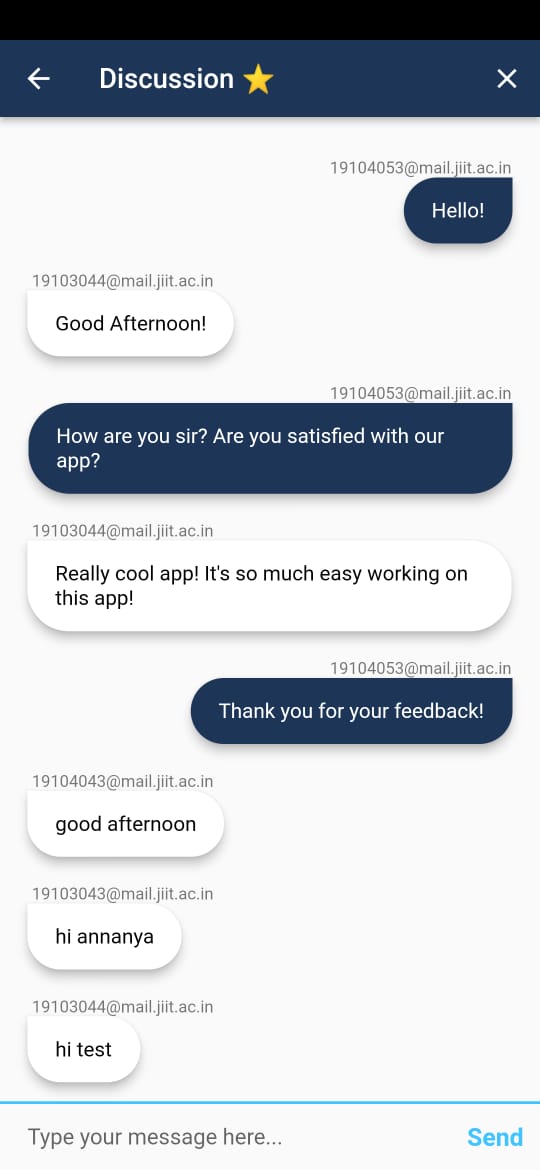 Discussion ⭐
19104053@mail.jiit.ac.in
Hello!
19103044@mail.jiit.ac.in
Good Afternoon!
19104053@mail.jiit.ac.in
How are you sir? Are you satisfied with our
app?
19103044@mail.jiit.ac.in
Really cool app! It's so much easy working on
this app!
19104053@mail.jiit.ac.in
Thank you for your feedback!
19104043@mail.jiit.ac.in
good afternoon
19103043@mail.jiit.ac.in
hi annanya
19103044@mail.jiit.ac.in
hi test
Type your message here... Send